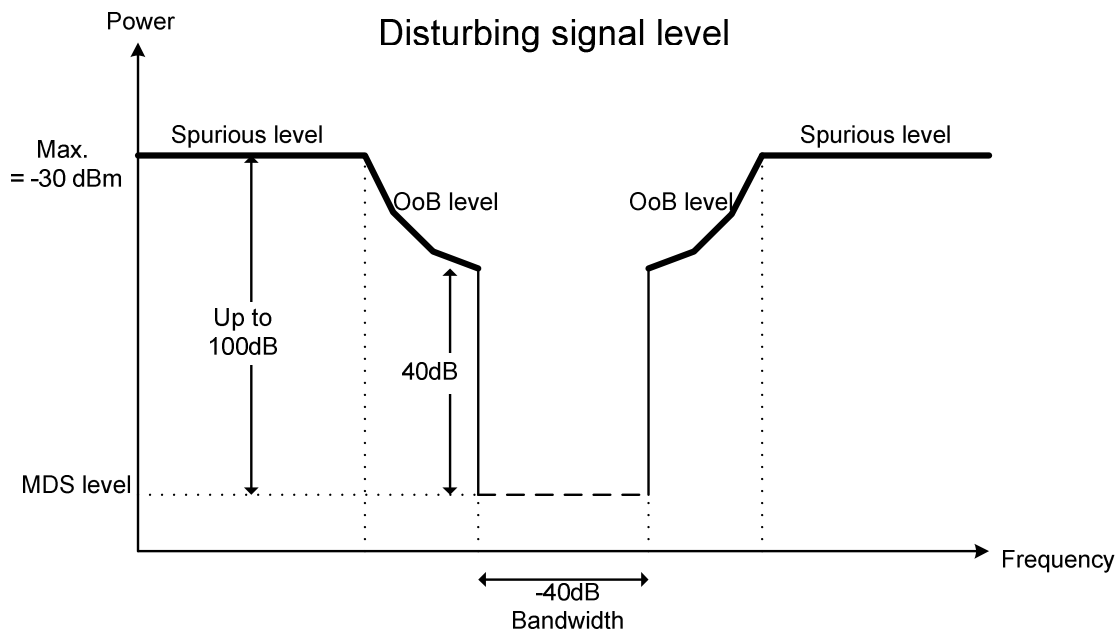 Power
Disturbing signal level
Spurious level
Spurious level
Max.
= -30 dBm
OoB level
OoB level
Up to
100dB
40dB
MDS level
Frequency
-40dB
Bandwidth